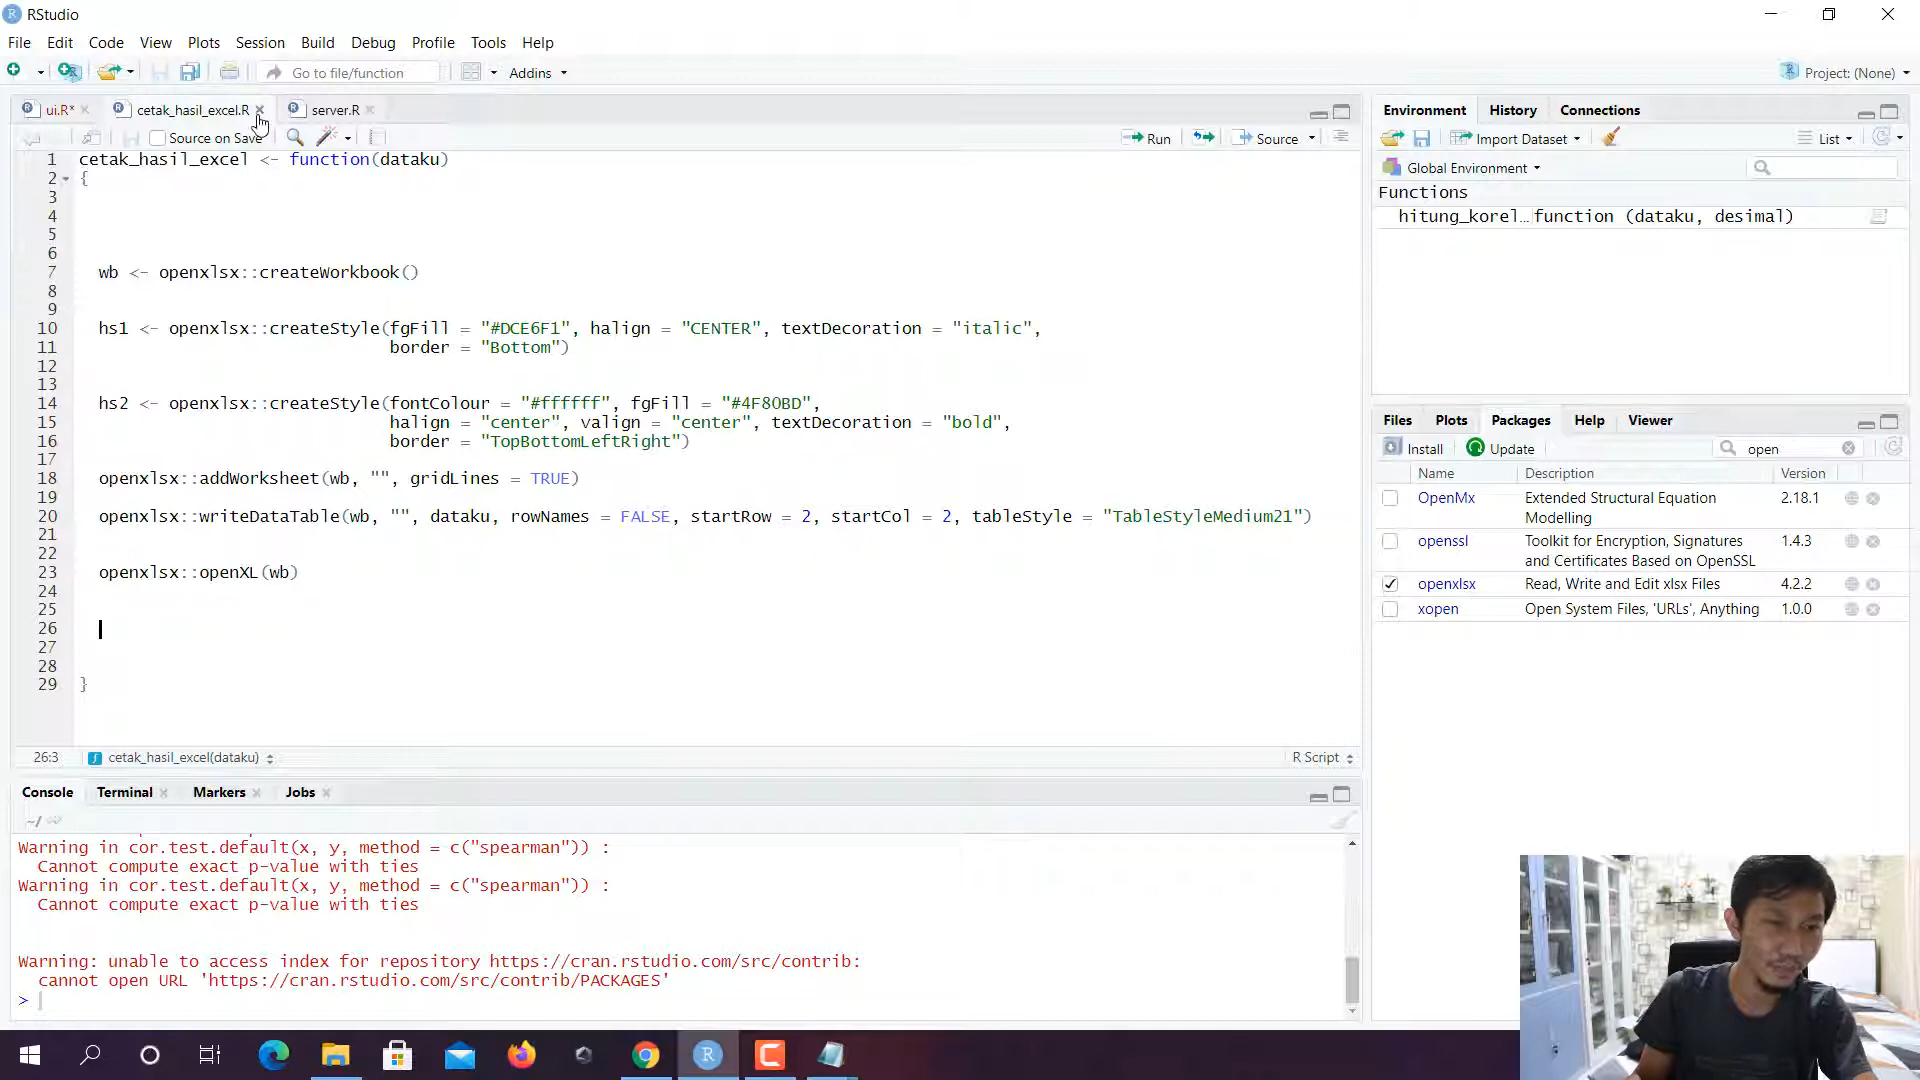 RStudio
File Edit Code View Plots Session Build Debug Profile Tools Help
Go to file/function Addins Project: (None)
ui.R* cetak_hasil_excel.R server.R
Source on Save Run Source
1 cetak_hasil_excel <- function(dataku)
2 {
3
4
5
6
7 wb <- openxlsx::createWorkbook()
8
9
10 hs1 <- openxlsx::createStyle(fgFill = "#DCE6F1", halign = "CENTER", textDecoration = "italic",
11 border = "Bottom")
12
13
14 hs2 <- openxlsx::createStyle(fontColour = "#ffffff", fgFill = "#4F80BD",
15 halign = "center", valign = "center", textDecoration = "bold",
16 border = "TopBottomLeftRight")
17
18 openxlsx::addWorksheet(wb, "", gridLines = TRUE)
19
20 openxlsx::writeDataTable(wb, "", dataku, rowNames = FALSE, startRow = 2, startCol = 2, tableStyle = "TableStyleMedium21")
21
22
23 openxlsx::openXL(wb)
24
25
26
27
28
29 }
26:3 cetak_hasil_excel(dataku) R Script
Console Terminal Markers Jobs
~/
Warning in cor.test.default(x, y, method = c("spearman")) :
Cannot compute exact p-value with ties
Warning in cor.test.default(x, y, method = c("spearman")) :
Cannot compute exact p-value with ties
Warning: unable to access index for repository https://cran.rstudio.com/src/contrib:
cannot open URL 'https://cran.rstudio.com/src/contrib/PACKAGES'
>
Environment History Connections
Import Dataset List
Global Environment
Functions
hitung_korel… function (dataku, desimal)
Files Plots Packages Help Viewer
Install Update open
Name Description Version
OpenMx Extended Structural Equation Modelling 2.18.1
openssl Toolkit for Encryption, Signatures and Certificates Based on OpenSSL 1.4.3
openxlsx Read, Write and Edit xlsx Files 4.2.2
xopen Open System Files, 'URLs', Anything 1.0.0